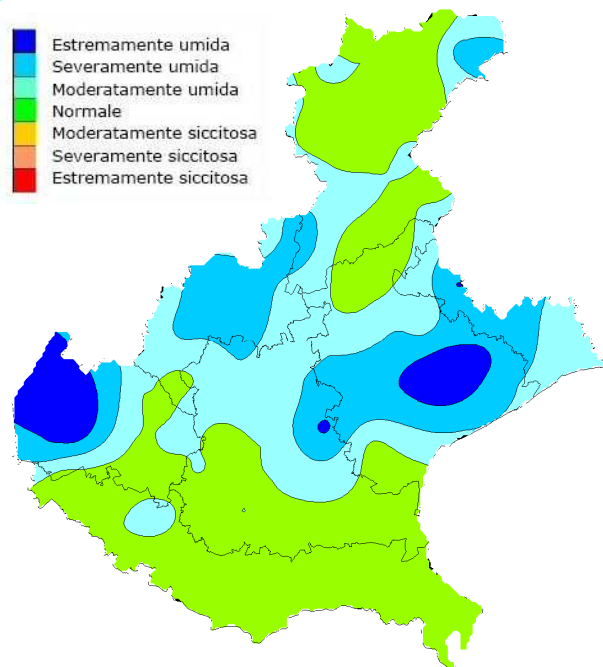 Estremamente umida
Severamente umida
Moderatamente umida
Normale
Moderatamente siccitosa
Severamente siccitosa
Estremamente siccitosa